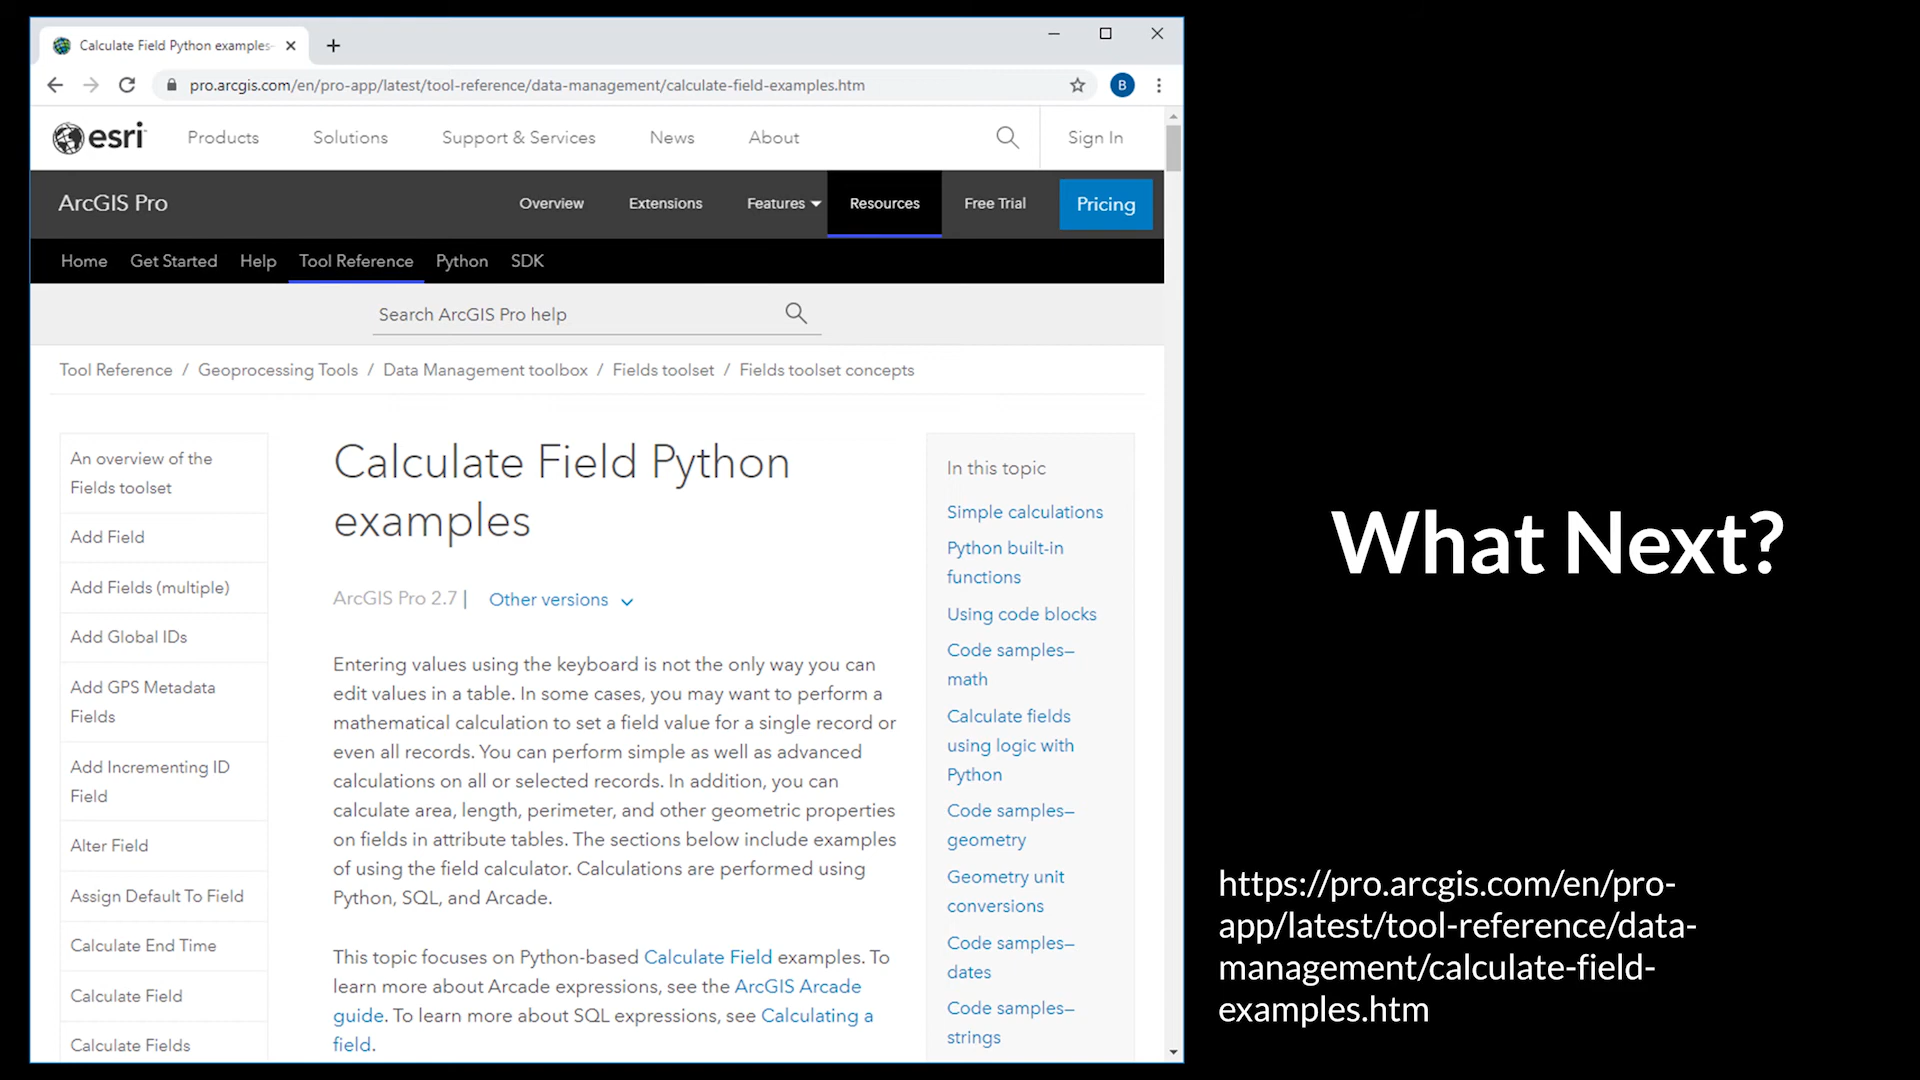 Calculate Field Python examples-
pro.arcgis.com/en/pro-app/latest/tool-reference/data-management/calculate-field-examples.htm
B
esri
Products
Solutions
Support & Services
News
About
Sign In
ArcGIS Pro
Overview
Extensions
Features
Resources
Free Trial
Pricing
Home
Get Started
Help
Tool Reference
Python
SDK
Search ArcGIS Pro help
Tool Reference / Geoprocessing Tools / Data Management toolbox / Fields toolset / Fields toolset concepts
An overview of the
Fields toolset
Add Field
Add Fields (multiple)
Add Global IDs
Add GPS Metadata
Fields
Add Incrementing ID
Field
Alter Field
Assign Default To Field
Calculate End Time
Calculate Field
Calculate Fields
Calculate Field Python
examples
ArcGIS Pro 2.7 | Other versions
Entering values using the keyboard is not the only way you can
edit values in a table. In some cases, you may want to perform a
mathematical calculation to set a field value for a single record or
even all records. You can perform simple as well as advanced
calculations on all or selected records. In addition, you can
calculate area, length, perimeter, and other geometric properties
on fields in attribute tables. The sections below include examples
of using the field calculator. Calculations are performed using
Python, SQL, and Arcade.
This topic focuses on Python-based Calculate Field examples. To
learn more about Arcade expressions, see the ArcGIS Arcade
guide. To learn more about SQL expressions, see Calculating a
field.
In this topic
Simple calculations
Python built-in
functions
Using code blocks
Code samples—
math
Calculate fields
using logic with
Python
Code samples—
geometry
Geometry unit
conversions
Code samples—
dates
Code samples—
strings
What Next?
https://pro.arcgis.com/en/pro-
app/latest/tool-reference/data-
management/calculate-field-
examples.htm